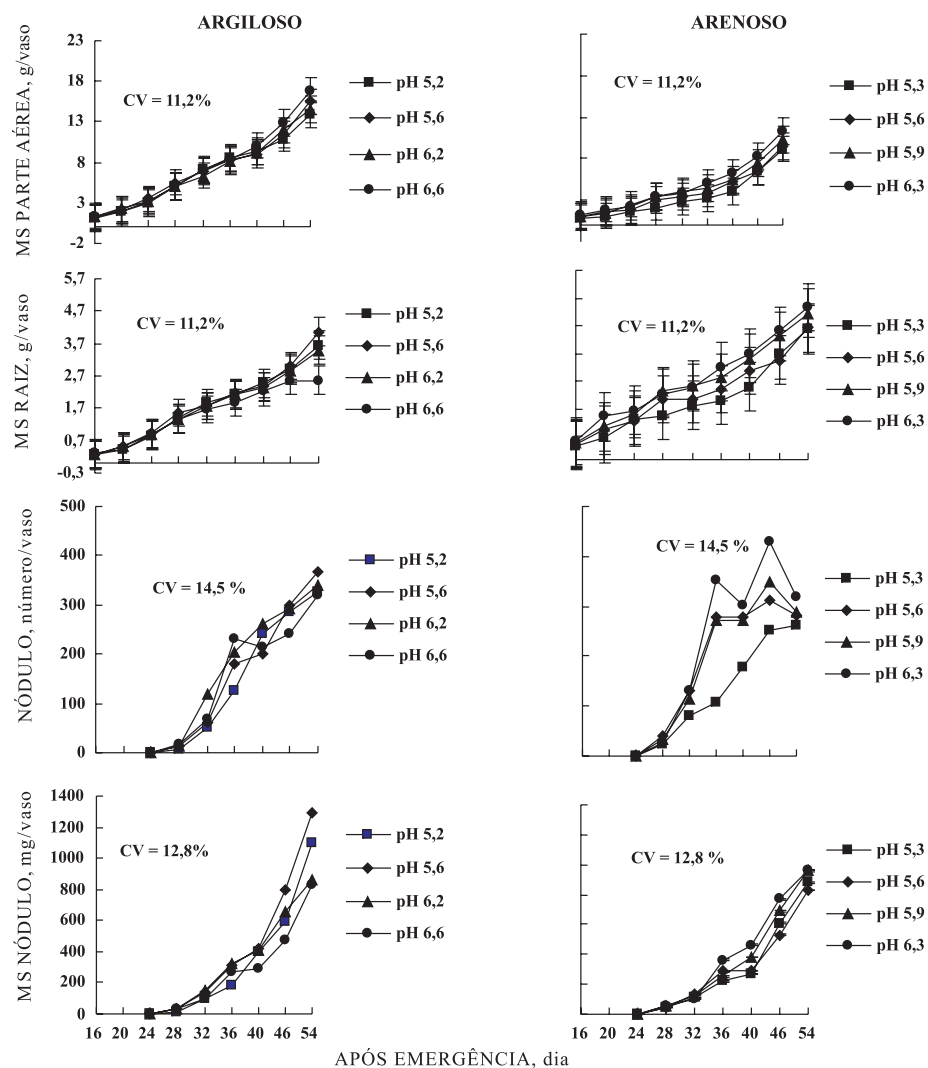 ARGILOSO
ARENOSO
MS PARTE AÉREA, g/vaso
23
18
13
8
3
-2
CV = 11,2%
pH 5,2
pH 5,6
pH 6,2
pH 6,6
CV = 11,2%
pH 5,3
pH 5,6
pH 5,9
pH 6,3
MS RAIZ, g/vaso
5,7
4,7
3,7
2,7
1,7
0,7
-0,3
CV = 11,2%
pH 5,2
pH 5,6
pH 6,2
pH 6,6
CV = 11,2%
pH 5,3
pH 5,6
pH 5,9
pH 6,3
NÓDULO, número/vaso
500
400
300
200
100
0
CV = 14,5 %
pH 5,2
pH 5,6
pH 6,2
pH 6,6
CV = 14,5 %
pH 5,3
pH 5,6
pH 5,9
pH 6,3
MS NÓDULO, mg/vaso
1400
1200
1000
800
600
400
200
0
CV = 12,8%
pH 5,2
pH 5,6
pH 6,2
pH 6,6
CV = 12,8 %
pH 5,3
pH 5,6
pH 5,9
pH 6,3
16 20 24 28 32 36 40 46 54
16 20 24 28 32 36 40 46 54
APÓS EMERGÊNCIA, dia